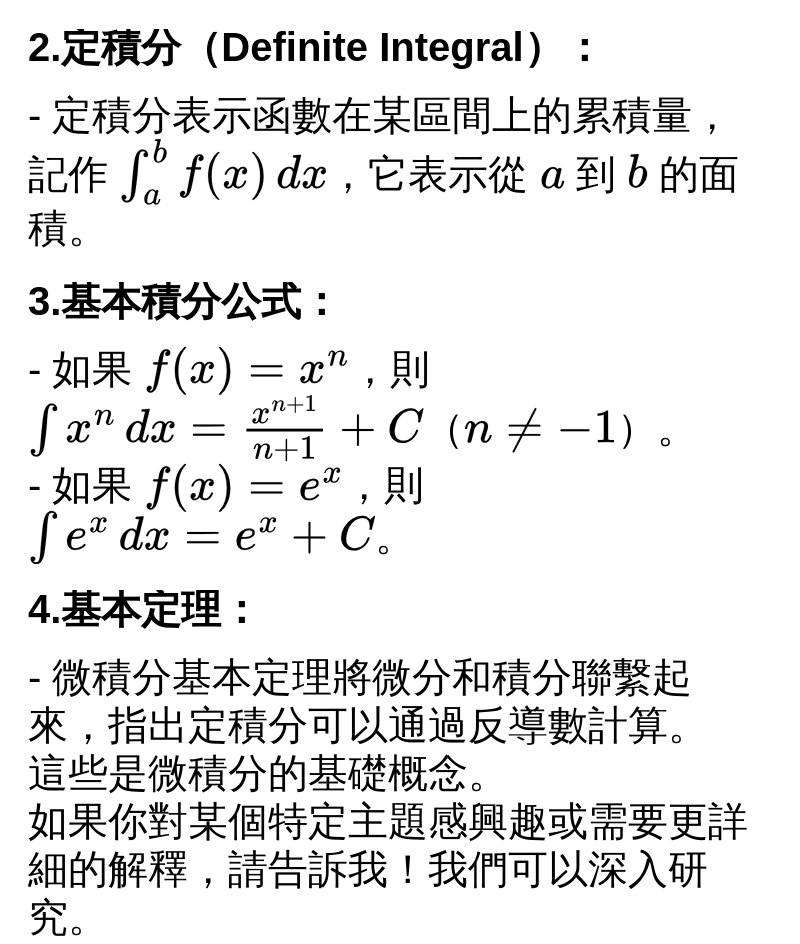 2.定積分（Definite Integral）：
- 定積分表示函數在某區間上的累積量，
記作 $\int_a^b f(x)\,dx$，它表示從 $a$ 到 $b$ 的面
積。
3.基本積分公式：
- 如果 $f(x) = x^n$，則
$\int x^n\,dx = \frac{x^{n+1}}{n+1} + C$（$n \neq -1$）。
- 如果 $f(x) = e^x$，則
$\int e^x\,dx = e^x + C$。
4.基本定理：
- 微積分基本定理將微分和積分聯繫起
來，指出定積分可以通過反導數計算。
這些是微積分的基礎概念。
如果你對某個特定主題感興趣或需要更詳
細的解釋，請告訴我！我們可以深入研
究。